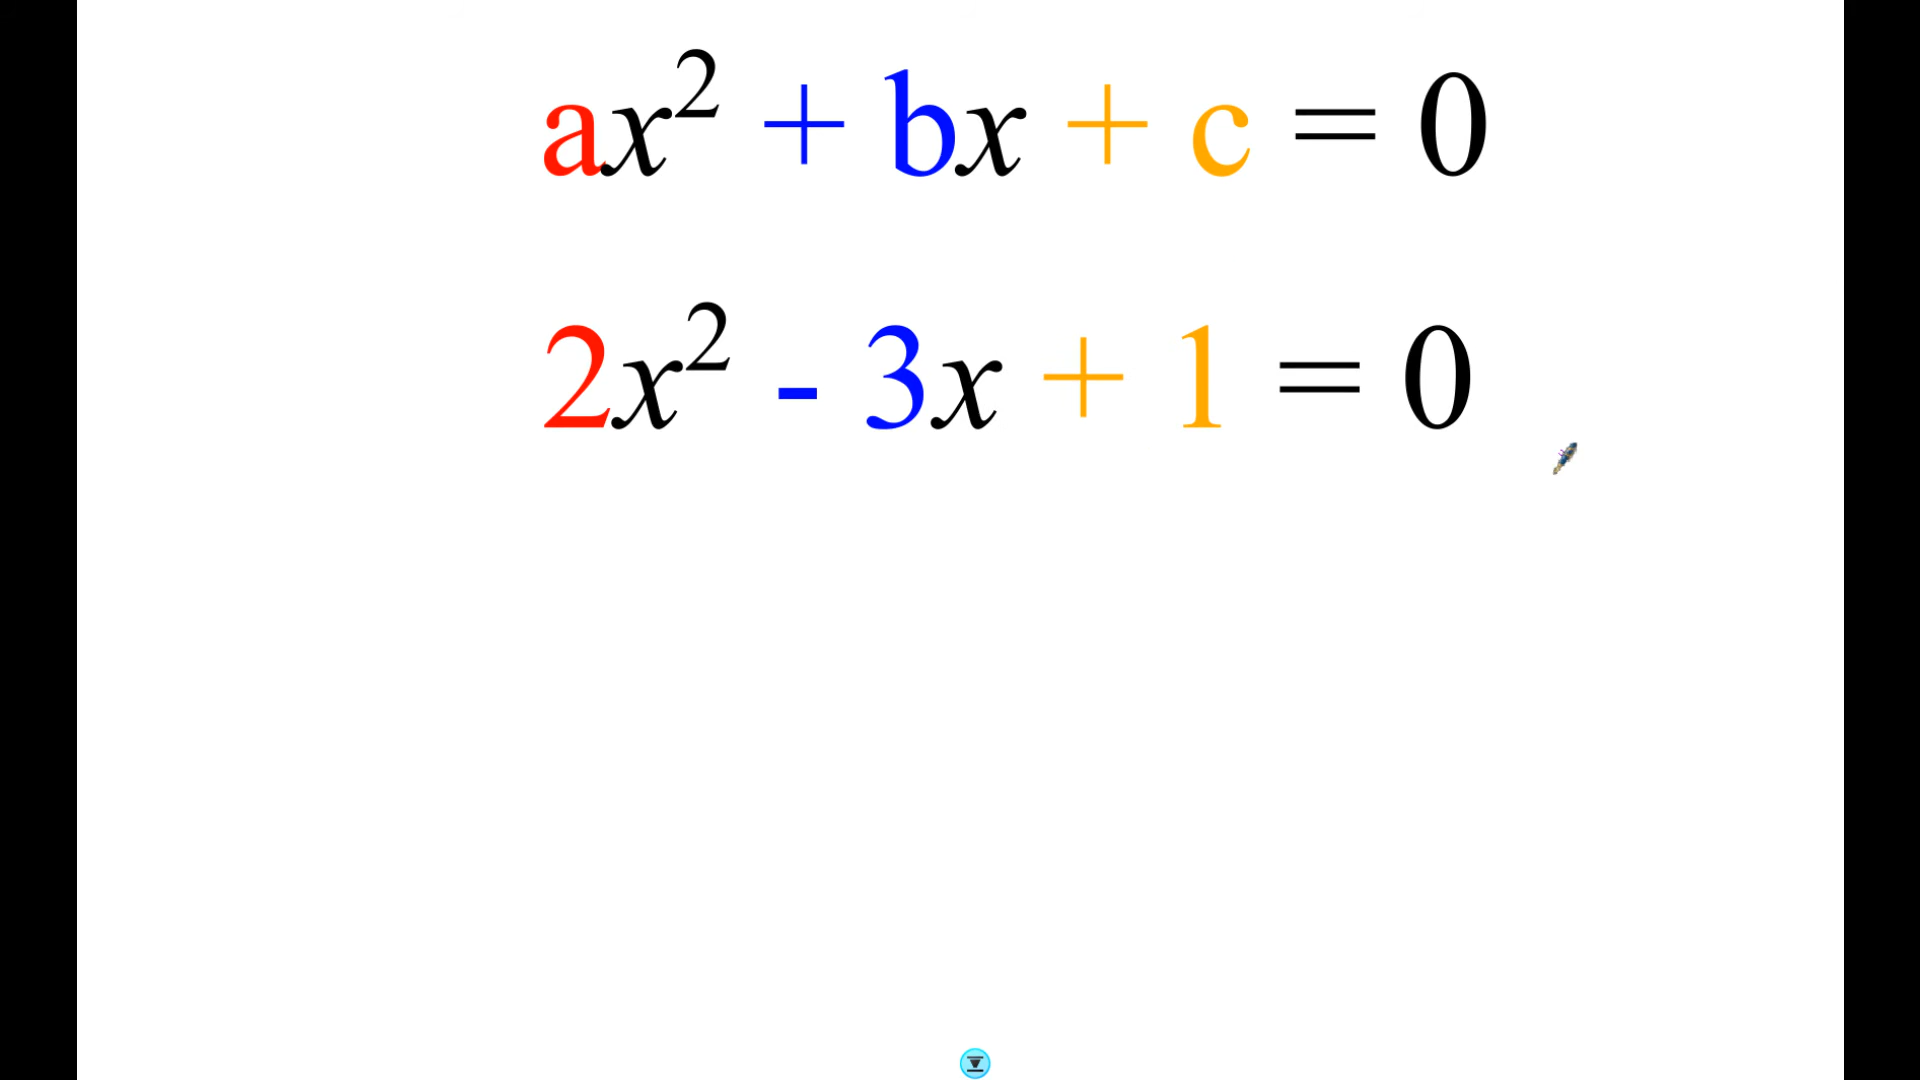 ax² + bx + c = 0
2x² - 3x + 1 = 0